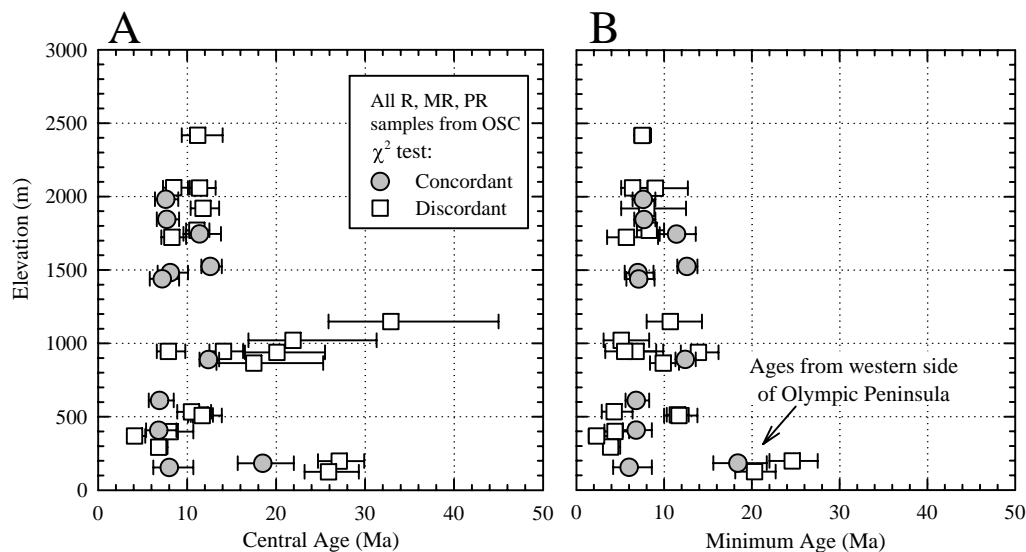 A
B
3000
2500
2000
1500
1000
500
0
Elevation (m)
All R, MR, PR
samples from OSC
χ² test:
Concordant
Discordant
Ages from western side
of Olympic Peninsula
0 10 20 30 40 50
0 10 20 30 40 50
Central Age (Ma)
Minimum Age (Ma)